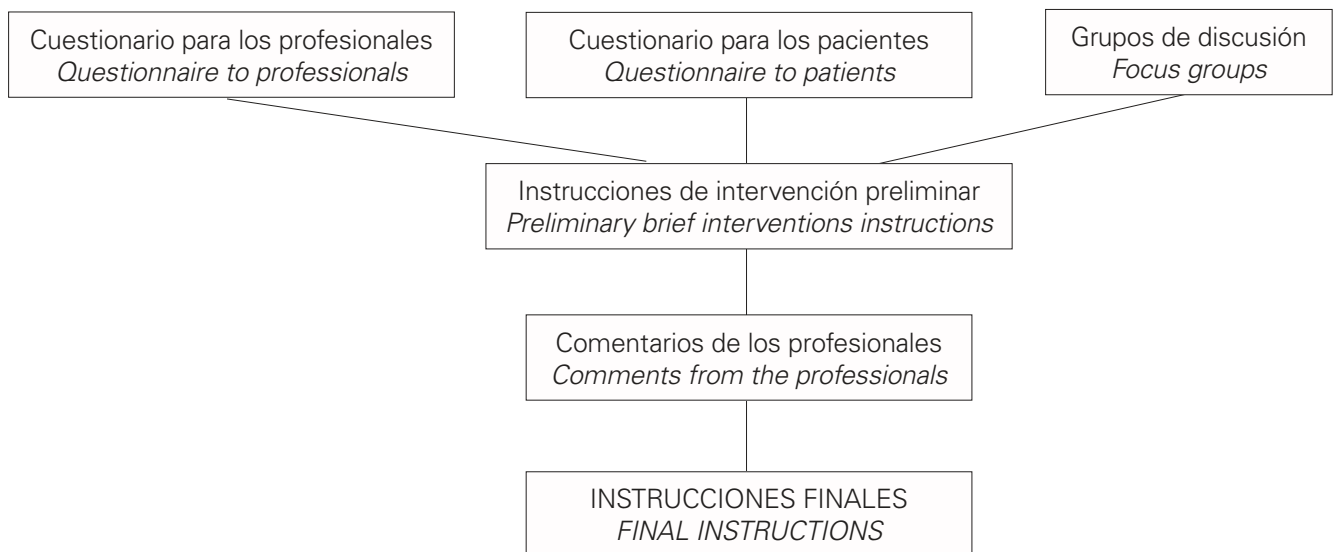 Cuestionario para los profesionales
Questionnaire to professionals
Cuestionario para los pacientes
Questionnaire to patients
Grupos de discusión
Focus groups
Instrucciones de intervención preliminar
Preliminary brief interventions instructions
Comentarios de los profesionales
Comments from the professionals
INSTRUCCIONES FINALES
FINAL INSTRUCTIONS